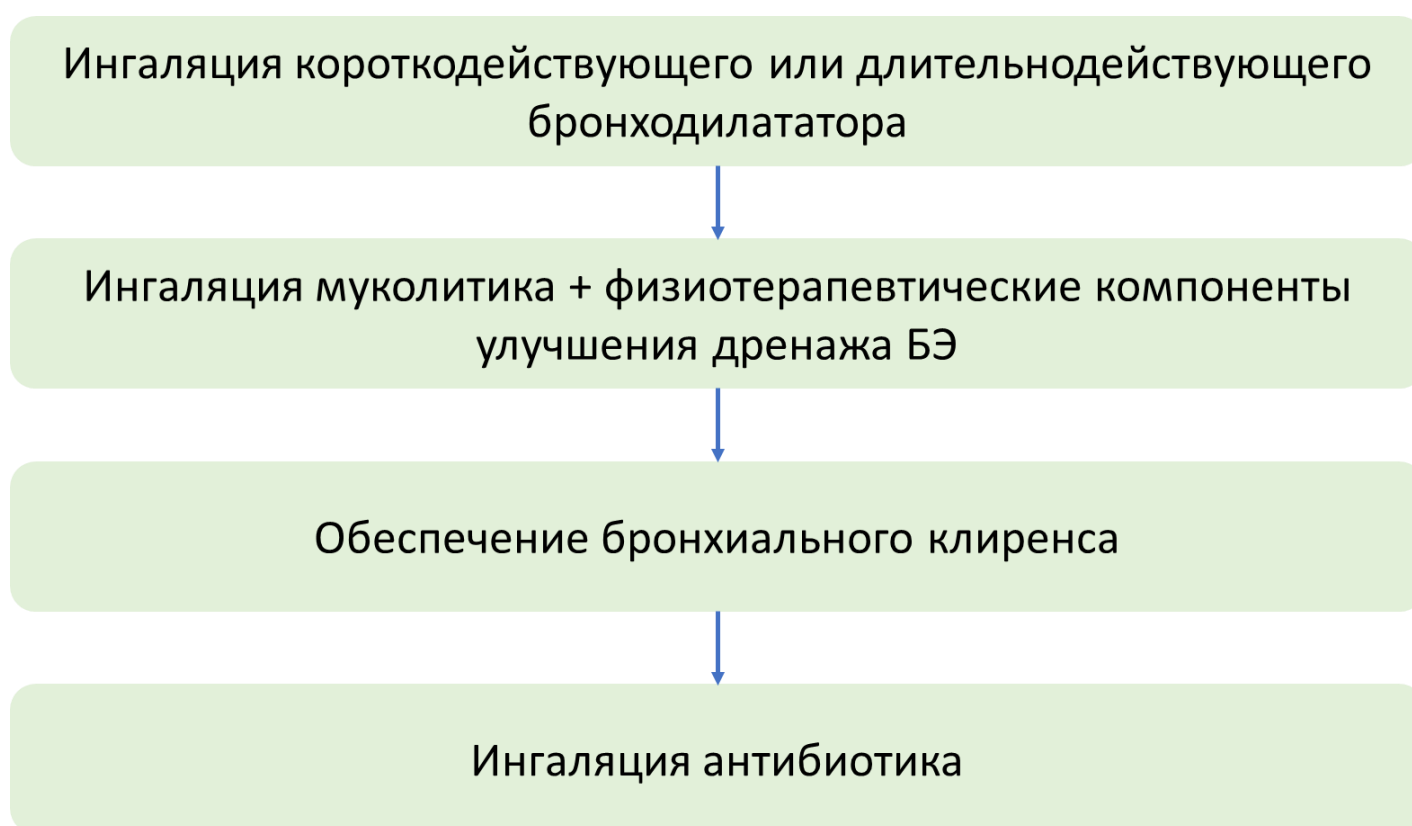 Ингаляция короткодействующего или длительнодействующего
бронходилататора
Ингаляция муколитика + физиотерапевтические компоненты
улучшения дренажа БЭ
Обеспечение бронхиального клиренса
Ингаляция антибиотика